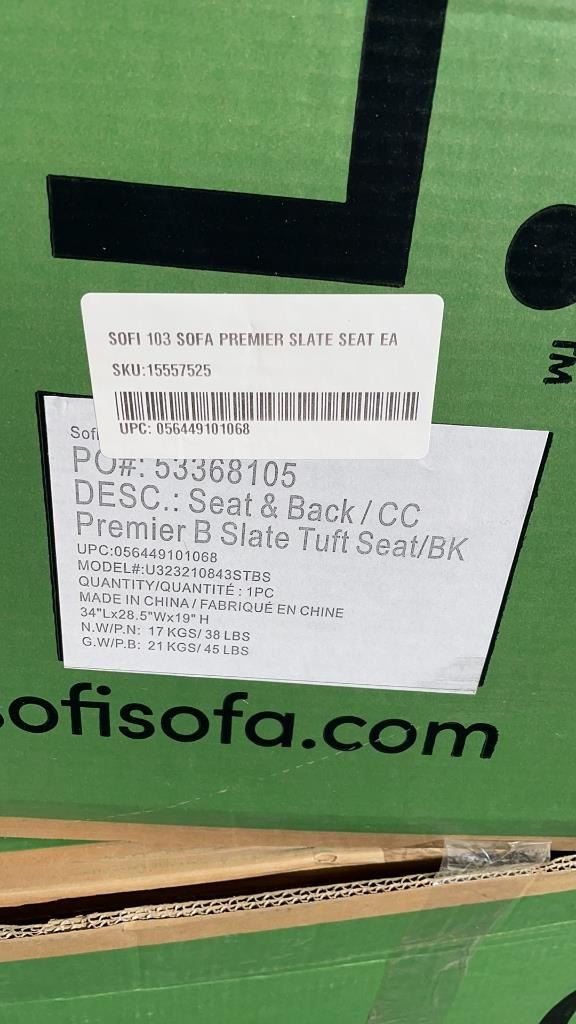 TM
SOFI 103 SOFA PREMIER SLATE SEAT EA
SKU:15557525
UPC: 056449101068
PO#: 53368105
DESC.: Seat & Back / CC
Premier B Slate Tuft Seat/BK
UPC:056449101068
MODEL#:U323210843STBS
QUANTITY/QUANTITÉ : 1PC
MADE IN CHINA / FABRIQUÉ EN CHINE
34"Lx28.5"Wx19" H
N.W/P.N: 17 KGS/ 38 LBS
G.W/P.B: 21 KGS/ 45 LBS
sofisofa.com